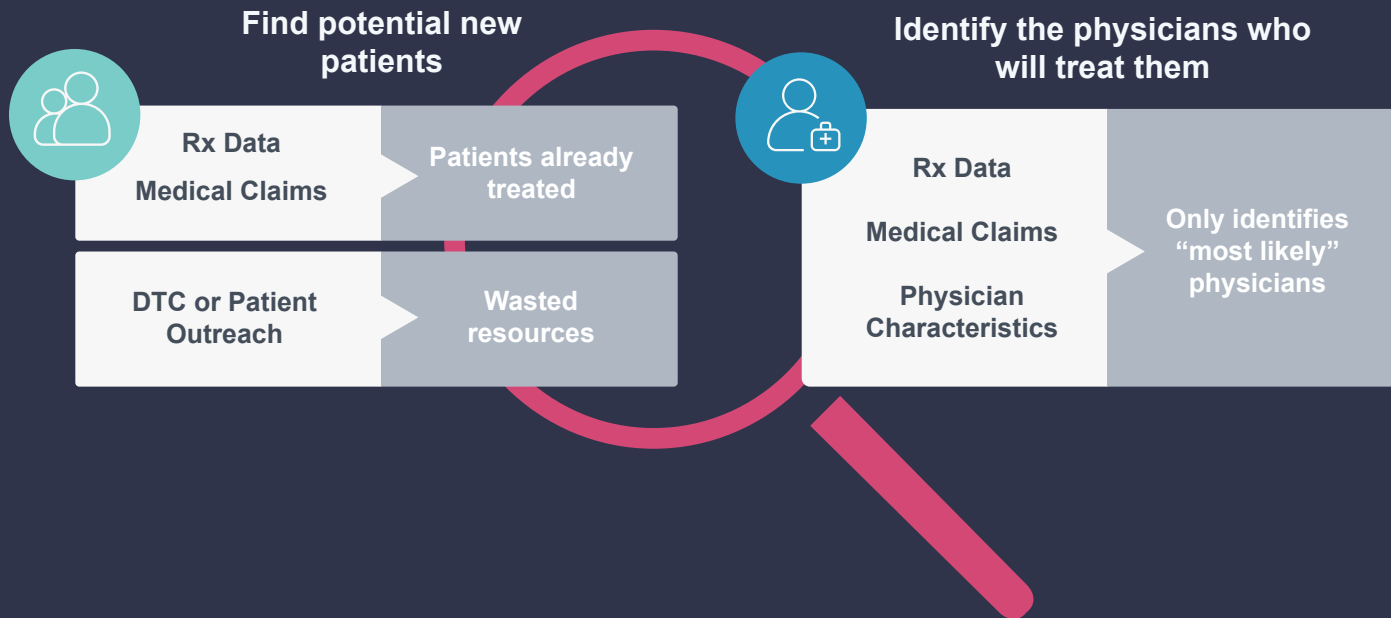 Find potential new
patients
Rx Data
Medical Claims
Patients already
treated
DTC or Patient
Outreach
Wasted
resources
Identify the physicians who
will treat them
Rx Data
Medical Claims
Physician
Characteristics
Only identifies
“most likely”
physicians